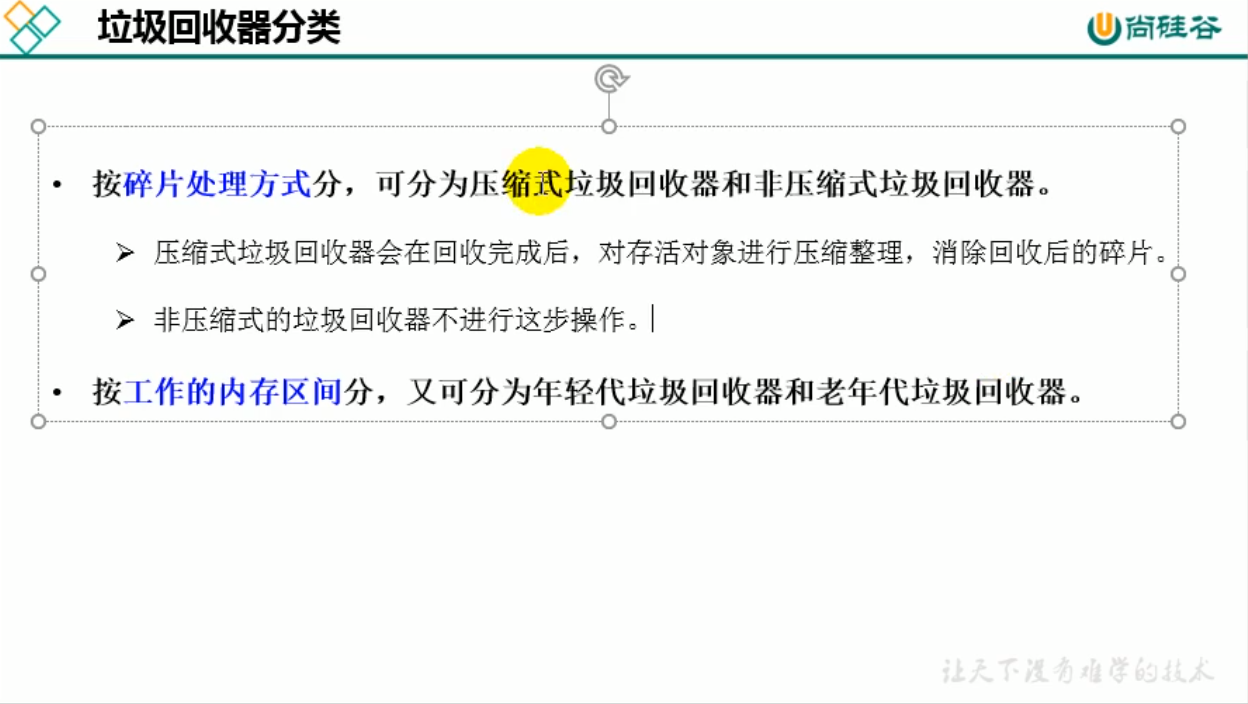 垃圾回收器分类
尚硅谷
• 按碎片处理方式分，可分为压缩式垃圾回收器和非压缩式垃圾回收器。
➢ 压缩式垃圾回收器会在回收完成后，对存活对象进行压缩整理，消除回收后的碎片。
➢ 非压缩式的垃圾回收器不进行这步操作。
• 按工作的内存区间分，又可分为年轻代垃圾回收器和老年代垃圾回收器。
让天下没有难学的技术